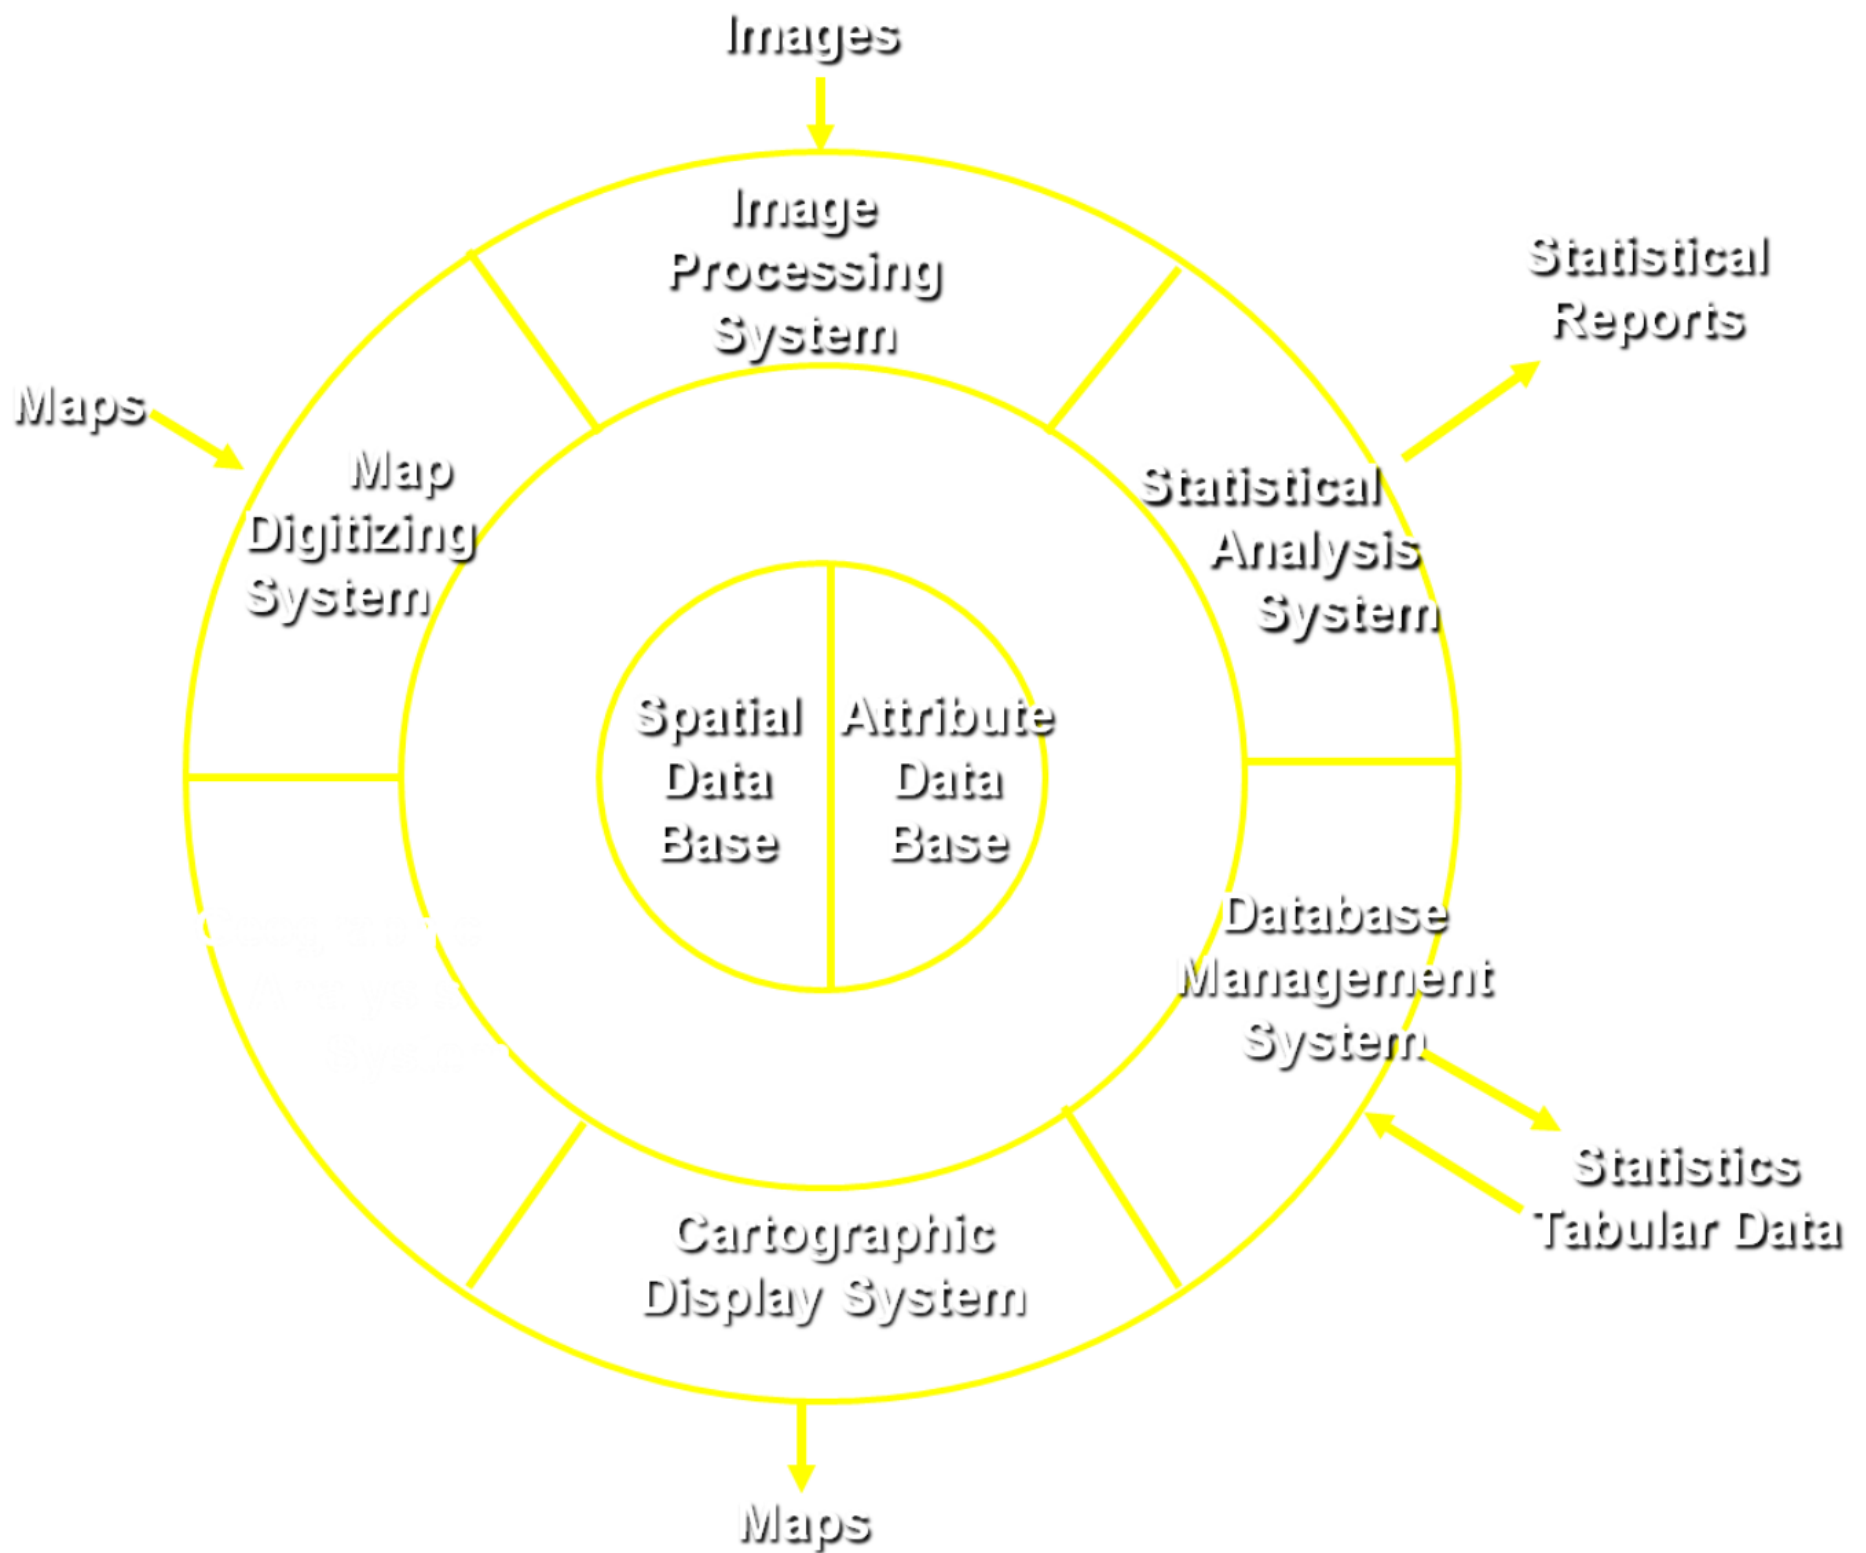 Images
Image
Processing
System
Statistical
Reports
Maps
Map
Digitizing
System
Statistical
Analysis
System
Spatial
Data
Base
Attribute
Data
Base
Database
Management
System
Statistics
Tabular Data
Cartographic
Display System
Maps